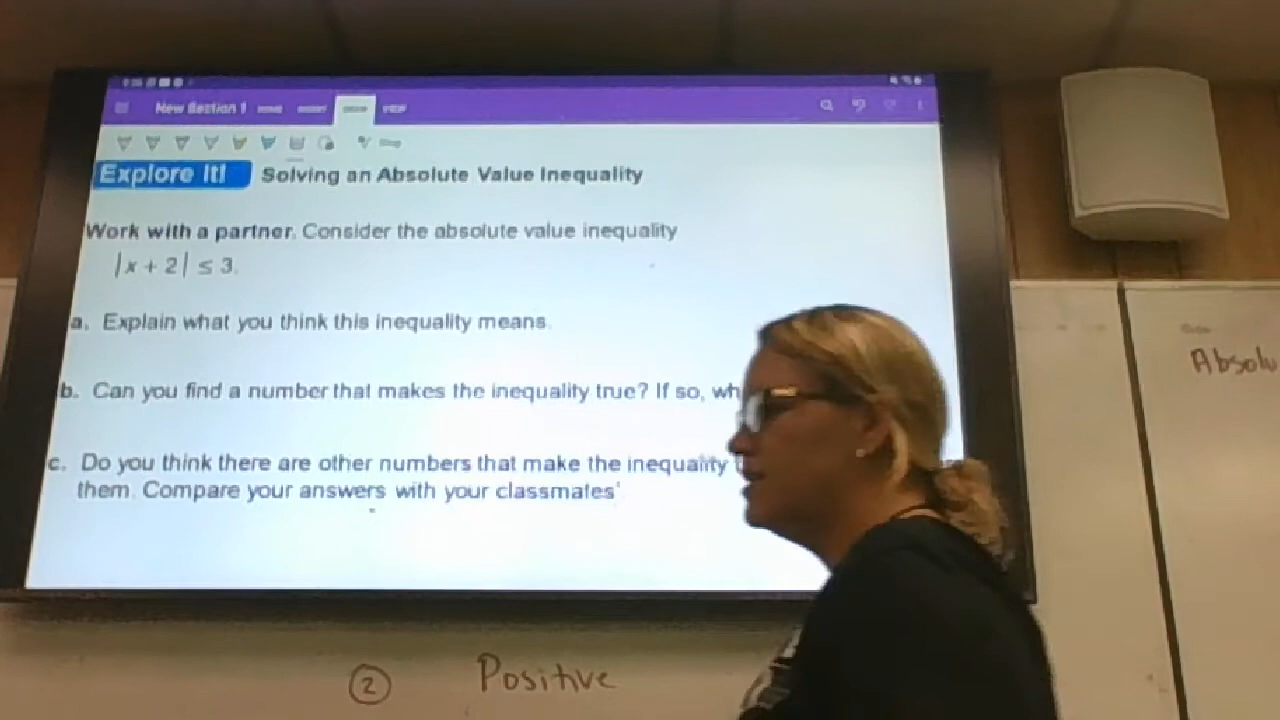 New Section 1
VIEW
Explore It! Solving an Absolute Value Inequality
Work with a partner. Consider the absolute value inequality
|x + 2| ≤ 3.
a. Explain what you think this inequality means.
b. Can you find a number that makes the inequality true? If so, wh
c. Do you think there are other numbers that make the inequality
them. Compare your answers with your classmates'
Absolu
2 Positive